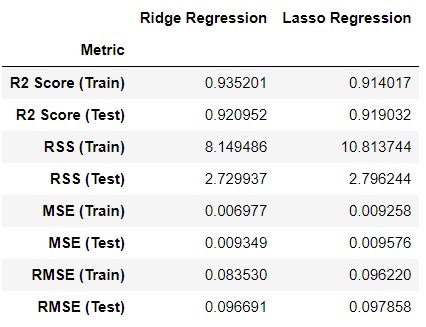 Ridge Regression Lasso Regression
Metric
R2 Score (Train) 0.935201 0.914017
R2 Score (Test) 0.920952 0.919032
RSS (Train) 8.149486 10.813744
RSS (Test) 2.729937 2.796244
MSE (Train) 0.006977 0.009258
MSE (Test) 0.009349 0.009576
RMSE (Train) 0.083530 0.096220
RMSE (Test) 0.096691 0.097858